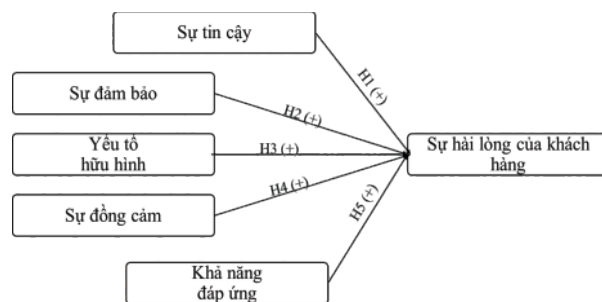 Sự tin cậy
H1 (+)
Sự đảm bảo
H2 (+)
Yếu tố
hữu hình
H3 (+)
Sự hài lòng của khách
hàng
H4 (+)
Sự đồng cảm
H5 (+)
Khả năng
đáp ứng